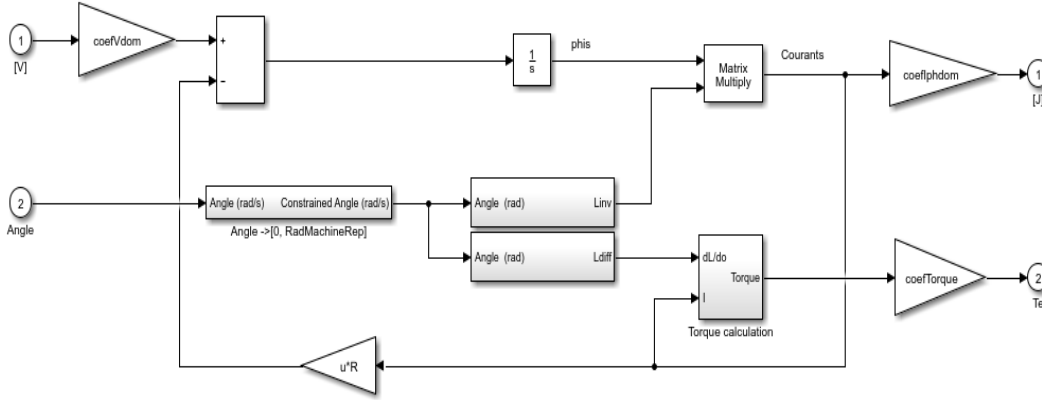 1
[V]
coefVdom
+
−
1
s
phis
Matrix
Multiply
Courants
coefIphdom
1
[J]
2
Angle
Angle (rad/s)
Constrained Angle (rad/s)
Angle ->[0, RadMachineRep]
Angle (rad)
Linv
Angle (rad)
Ldiff
dL/do
Torque
I
Torque calculation
coefTorque
2
Te
u*R